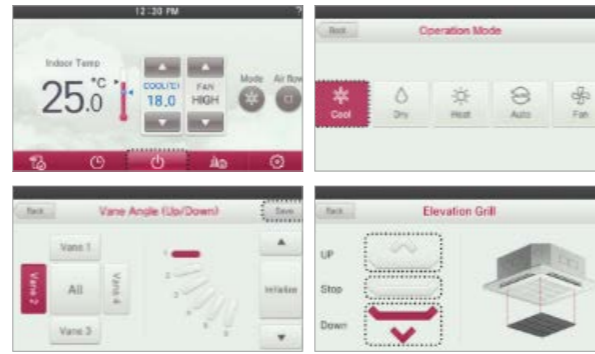 12:20 PM
Indoor Temp
25.0 °C
COOL(°C)
18.0
FAN
HIGH
Mode
Air flow
Back
Operation Mode
Cool
Dry
Heat
Auto
Fan
Back
Vane Angle (Up/Down)
Save
Vane 1
Vane 2
All
Vane 4
Vane 3
1
2
3
4
5
6
Initialize
Back
Elevation Grill
UP
Stop
Down